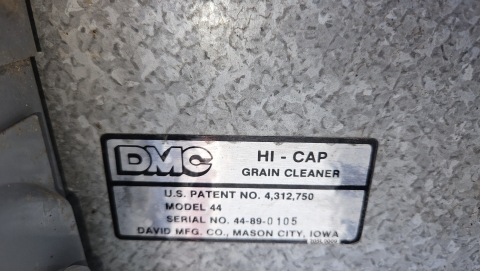 DMC HI - CAP
GRAIN CLEANER
U.S. PATENT NO. 4,312,750
MODEL 44
SERIAL NO. 44-89-0105
DAVID MFG. CO., MASON CITY, IOWA